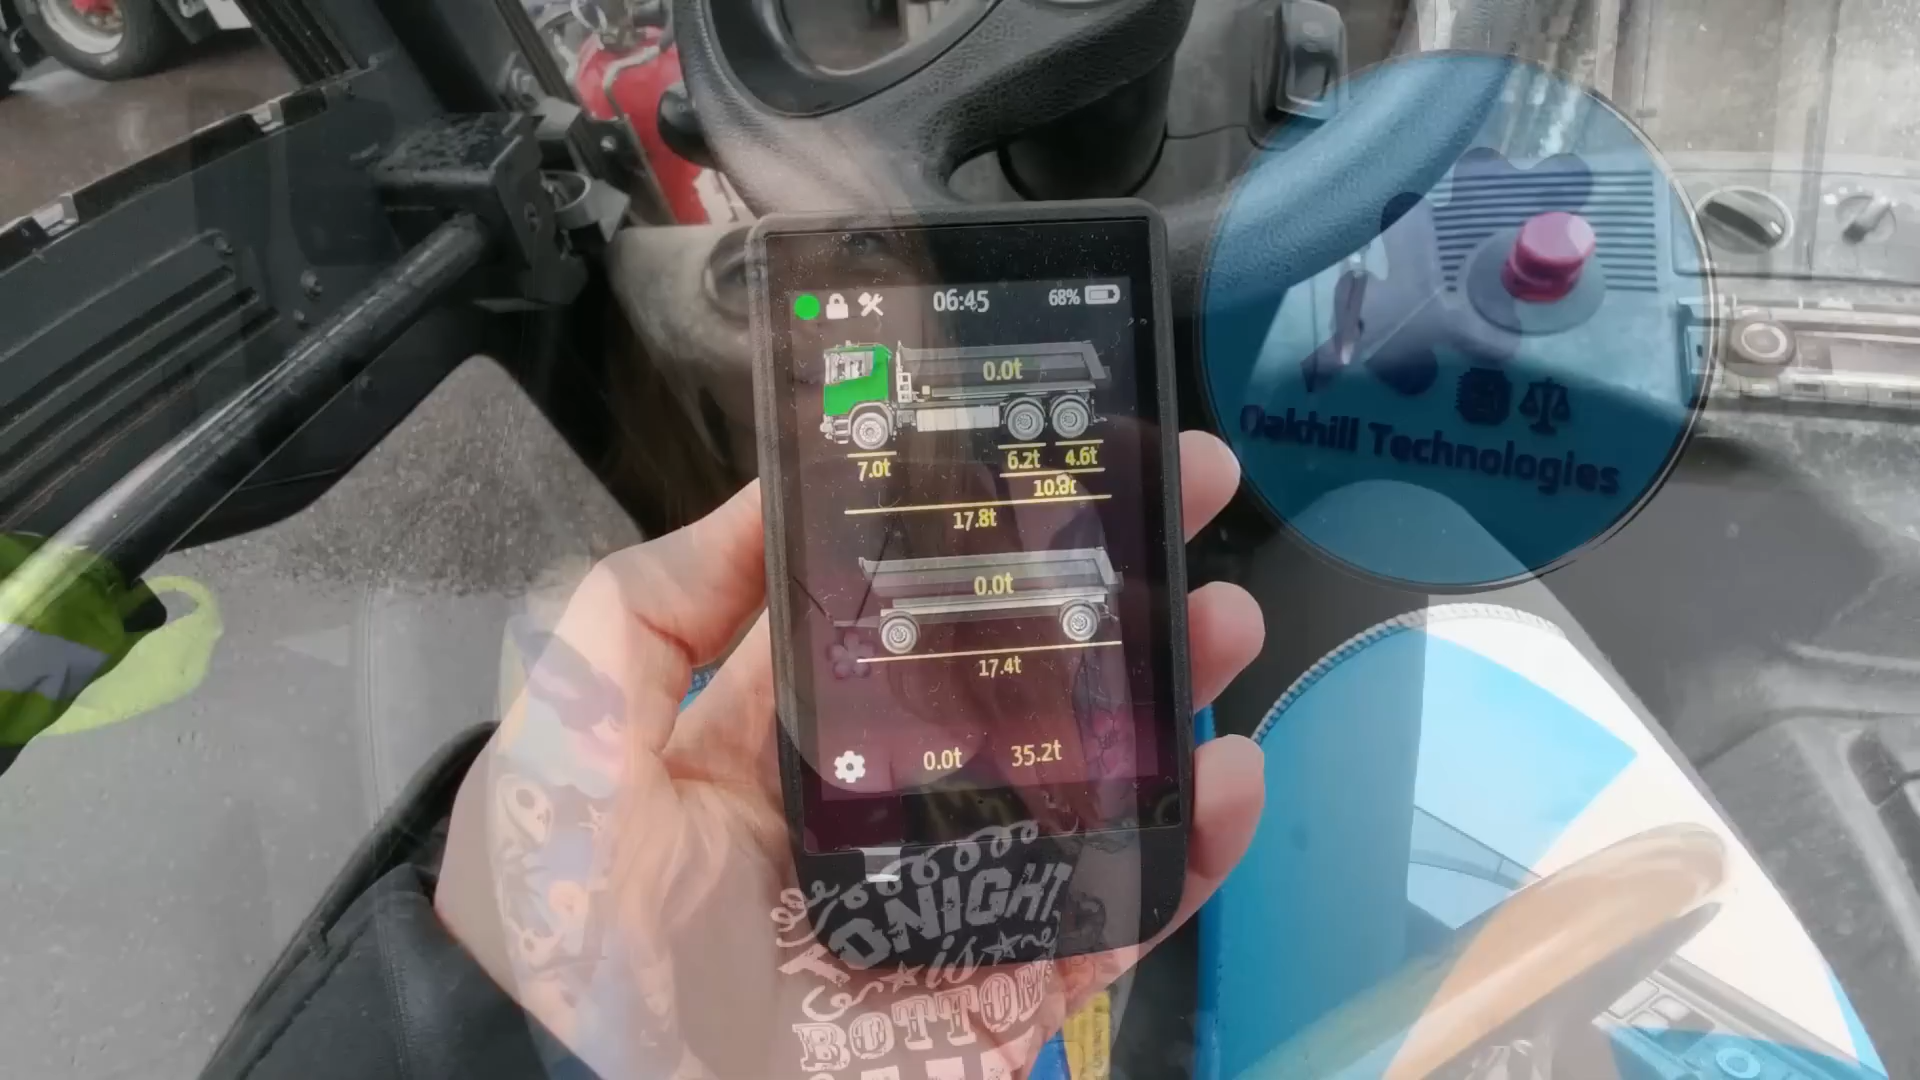 06:45
68%
0.0t
7.0t
6.2t
4.6t
10.8t
17.8t
0.0t
17.4t
0.0t
35.2t
Oakhill Technologies
TONIGHT
is
BOTTOM